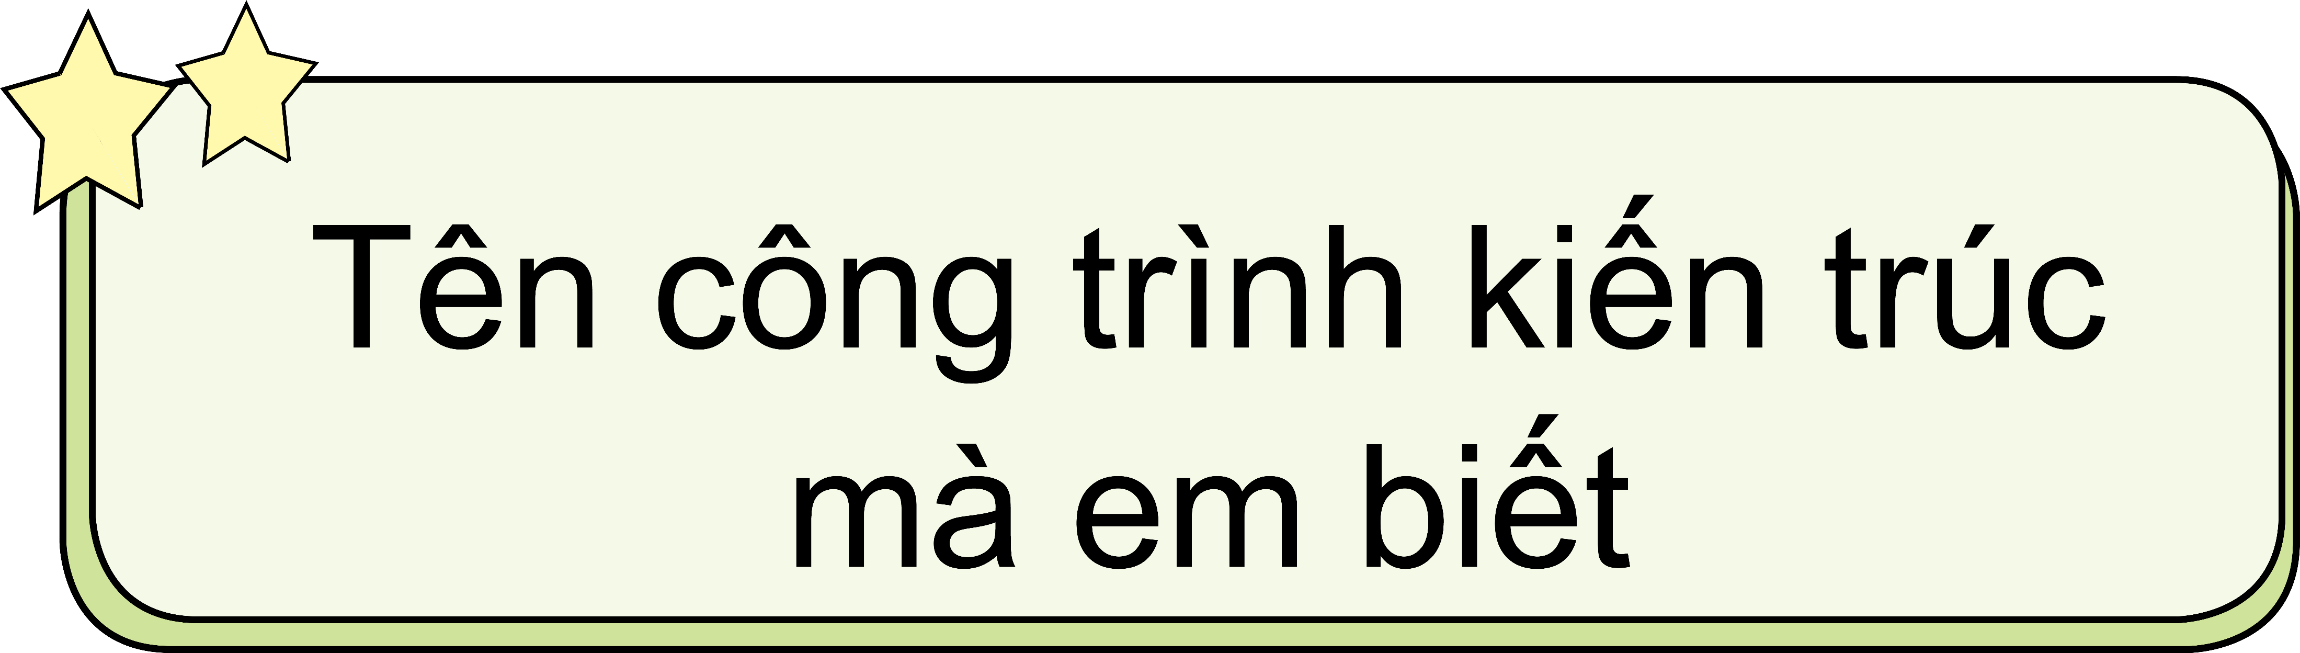 Tên công trình kiến trúc
mà em biết